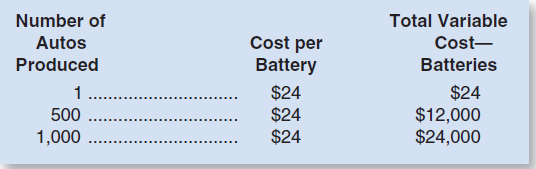 Number of Total Variable
Autos Cost per Cost—
Produced Battery Batteries
1 .............................. $24 $24
500 .............................. $24 $12,000
1,000 .............................. $24 $24,000